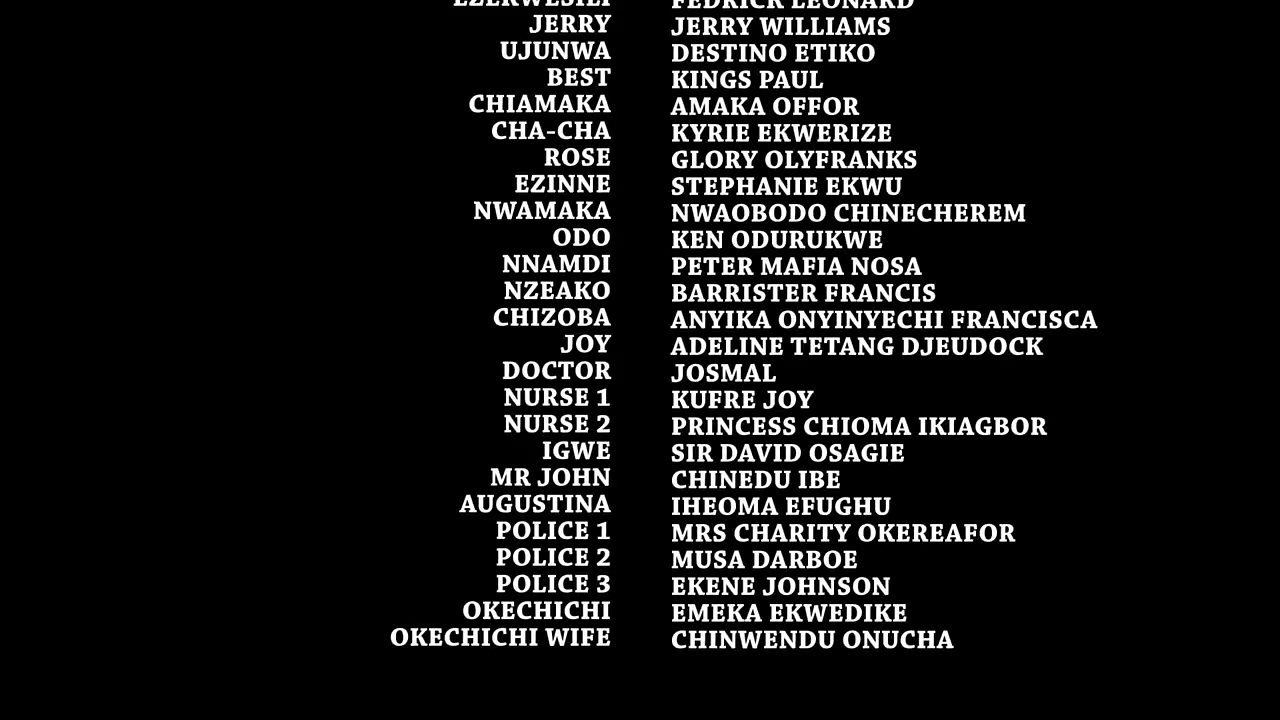 EZEKWESILI FEDRICK LEONARD
JERRY JERRY WILLIAMS
UJUNWA DESTINO ETIKO
BEST KINGS PAUL
CHIAMAKA AMAKA OFFOR
CHA-CHA KYRIE EKWERIZE
ROSE GLORY OLYFRANKS
EZINNE STEPHANIE EKWU
NWAMAKA NWAOBODO CHINECHEREM
ODO KEN ODURUKWE
NNAMDI PETER MAFIA NOSA
NZEAKO BARRISTER FRANCIS
CHIZOBA ANYIKA ONYINYECHI FRANCISCA
JOY ADELINE TETANG DJEUDOCK
DOCTOR JOSMAL
NURSE 1 KUFRE JOY
NURSE 2 PRINCESS CHIOMA IKIAGBOR
IGWE SIR DAVID OSAGIE
MR JOHN CHINEDU IBE
AUGUSTINA IHEOMA EFUGHU
POLICE 1 MRS CHARITY OKEREAFOR
POLICE 2 MUSA DARBOE
POLICE 3 EKENE JOHNSON
OKECHICHI EMEKA EKWEDIKE
OKECHICHI WIFE CHINWENDU ONUCHA